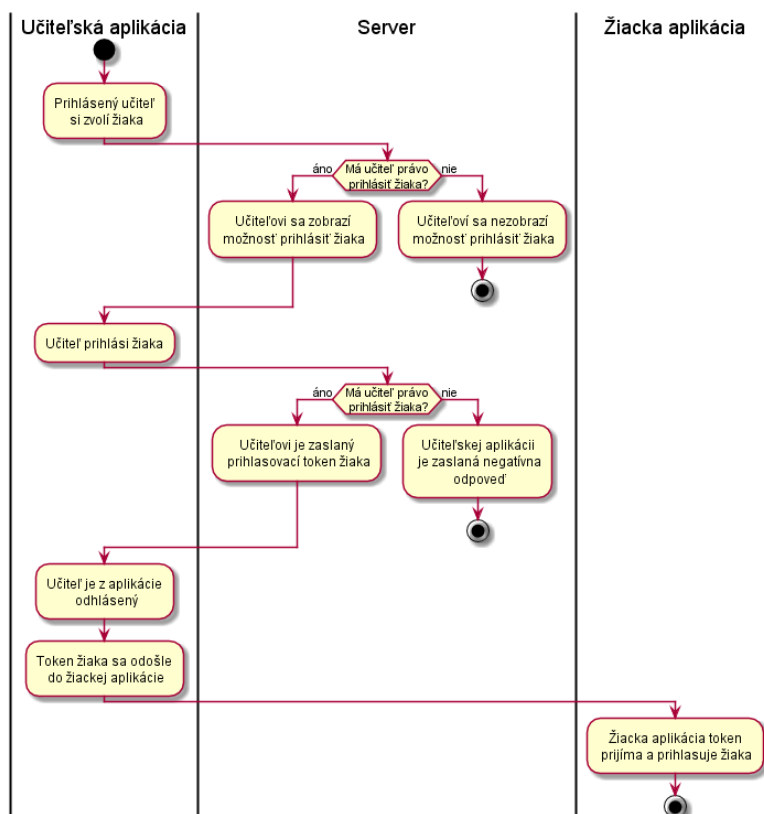 Učiteľská aplikácia
Server
Žiacka aplikácia
Prihlásený učiteľ
si zvolí žiaka
áno
Má učiteľ právo
prihlásiť žiaka?
nie
Učiteľovi sa zobrazí
možnosť prihlásiť žiaka
Učiteľoví sa nezobrazí
možnosť prihlásiť žiaka
Učiteľ prihlási žiaka
áno
Má učiteľ právo
prihlásiť žiaka?
nie
Učiteľovi je zaslaný
prihlasovací token žiaka
Učiteľskej aplikácii
je zaslaná negatívna
odpoveď
Učiteľ je z aplikácie
odhlásený
Token žiaka sa odošle
do žiackej aplikácie
Žiacka aplikácia token
prijíma a prihlasuje žiaka